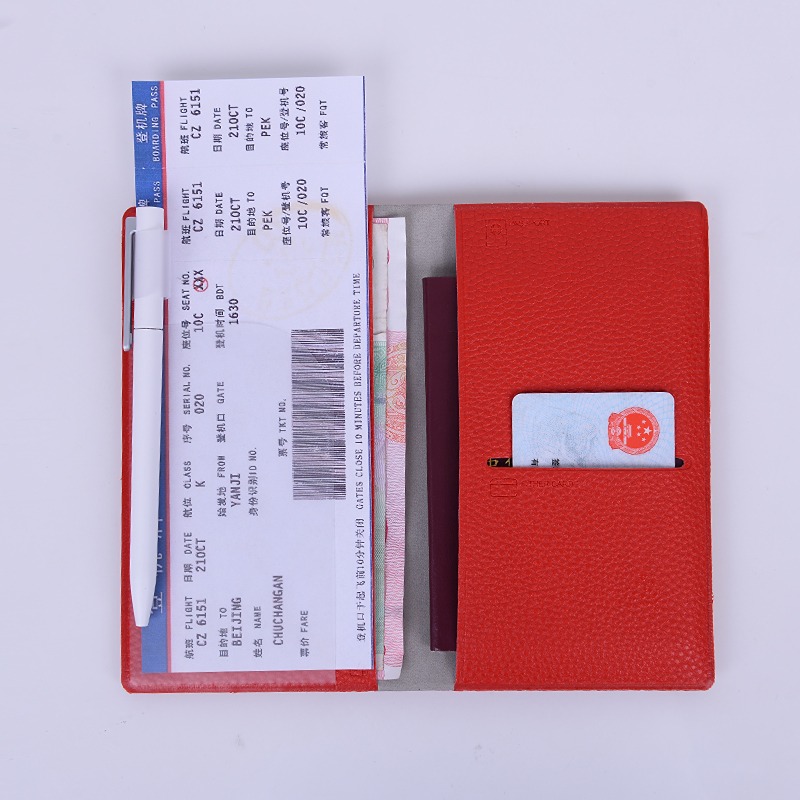 登机牌
BOARDING PASS
PASS
航班 FLIGHT 日期 DATE 航位 CLASS 序号 SERIAL NO. 座位号 SEAT NO.
CZ 6151 21OCT K 020 10C
目的地 TO 始发地 FROM 登机口 GATE 登机时间 BDT
BEIJING YANJI 1630
姓名 NAME 身份识别ID NO.
CHUCHANGAN
票价 FARE 票号 TKT NO.
登机口于起飞前10分钟关闭 GATES CLOSE 10 MINUTES BEFORE DEPARTURE TIME
航班 FLIGHT
CZ 6151
日期 DATE
21OCT
目的地 TO
PEK
座位号/登机号
10C /020
常旅客 FQT
航班 FLIGHT
CZ 6151
日期 DATE
21OCT
目的地 TO
PEK
座位号/登机号
10C /020
常旅客 FQT